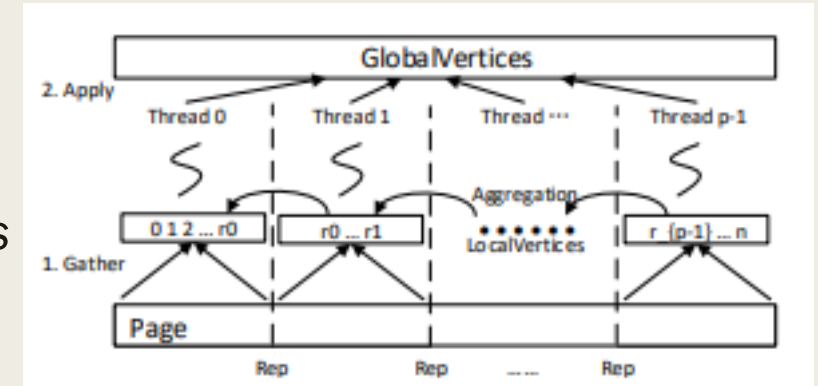 GlobalVertices
2. Apply
Thread 0 Thread 1 Thread ... Thread p-1
Aggregation
0 1 2 ... r0 r0 ... r1 LocalVertices r_{p-1} ... n
s
1. Gather
Page
Rep Rep ...... Rep